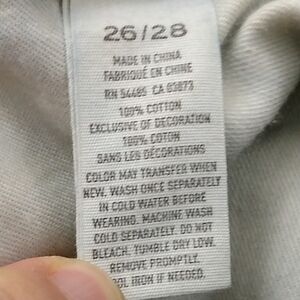 26/28
MADE IN CHINA
FABRIQUÉ EN CHINE
RN 54485 CA 03873
100% COTTON
EXCLUSIVE OF DECORATION
100% COTON
SANS LES DÉCORATIONS
COLOR MAY TRANSFER WHEN
NEW. WASH ONCE SEPARATELY
IN COLD WATER BEFORE
WEARING. MACHINE WASH
COLD SEPARATELY. DO NOT
BLEACH. TUMBLE DRY LOW.
REMOVE PROMPTLY.
OOL IRON IF NEEDED.